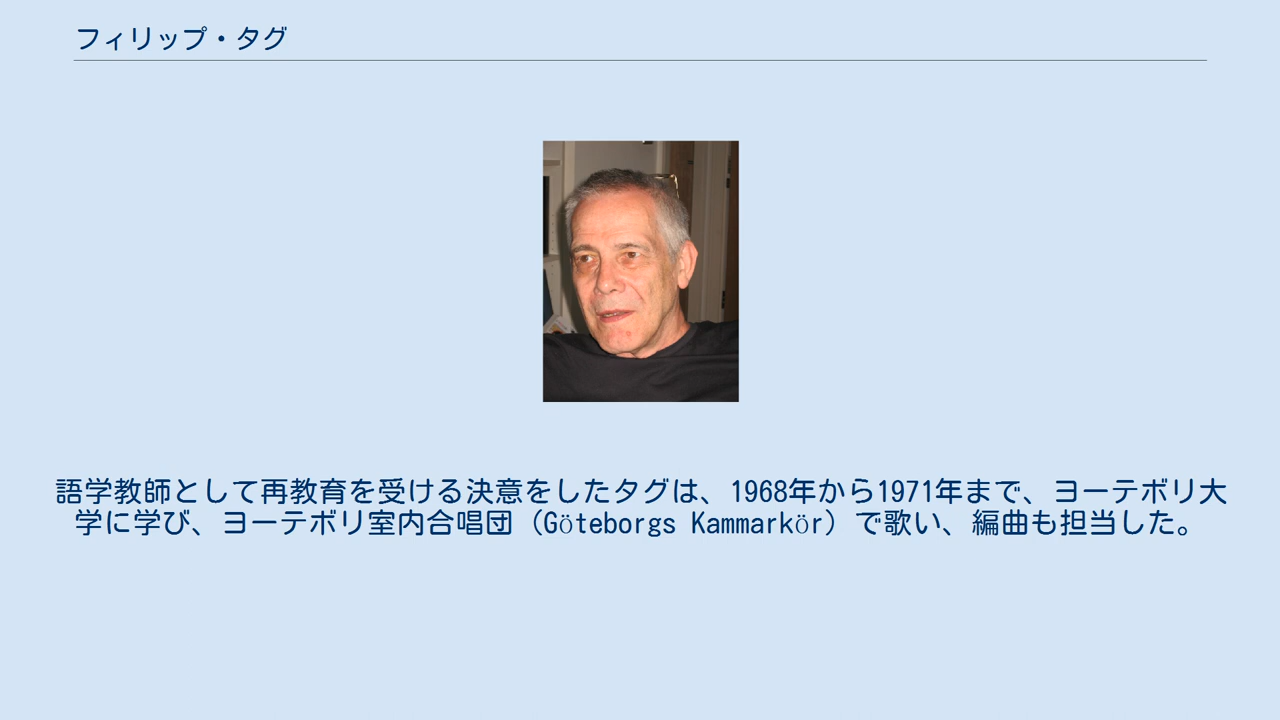 フィリップ・タグ
語学教師として再教育を受ける決意をしたタグは、1968年から1971年まで、ヨーテボリ大
学に学び、ヨーテボリ室内合唱団（Göteborgs Kammarkör）で歌い、編曲も担当した。